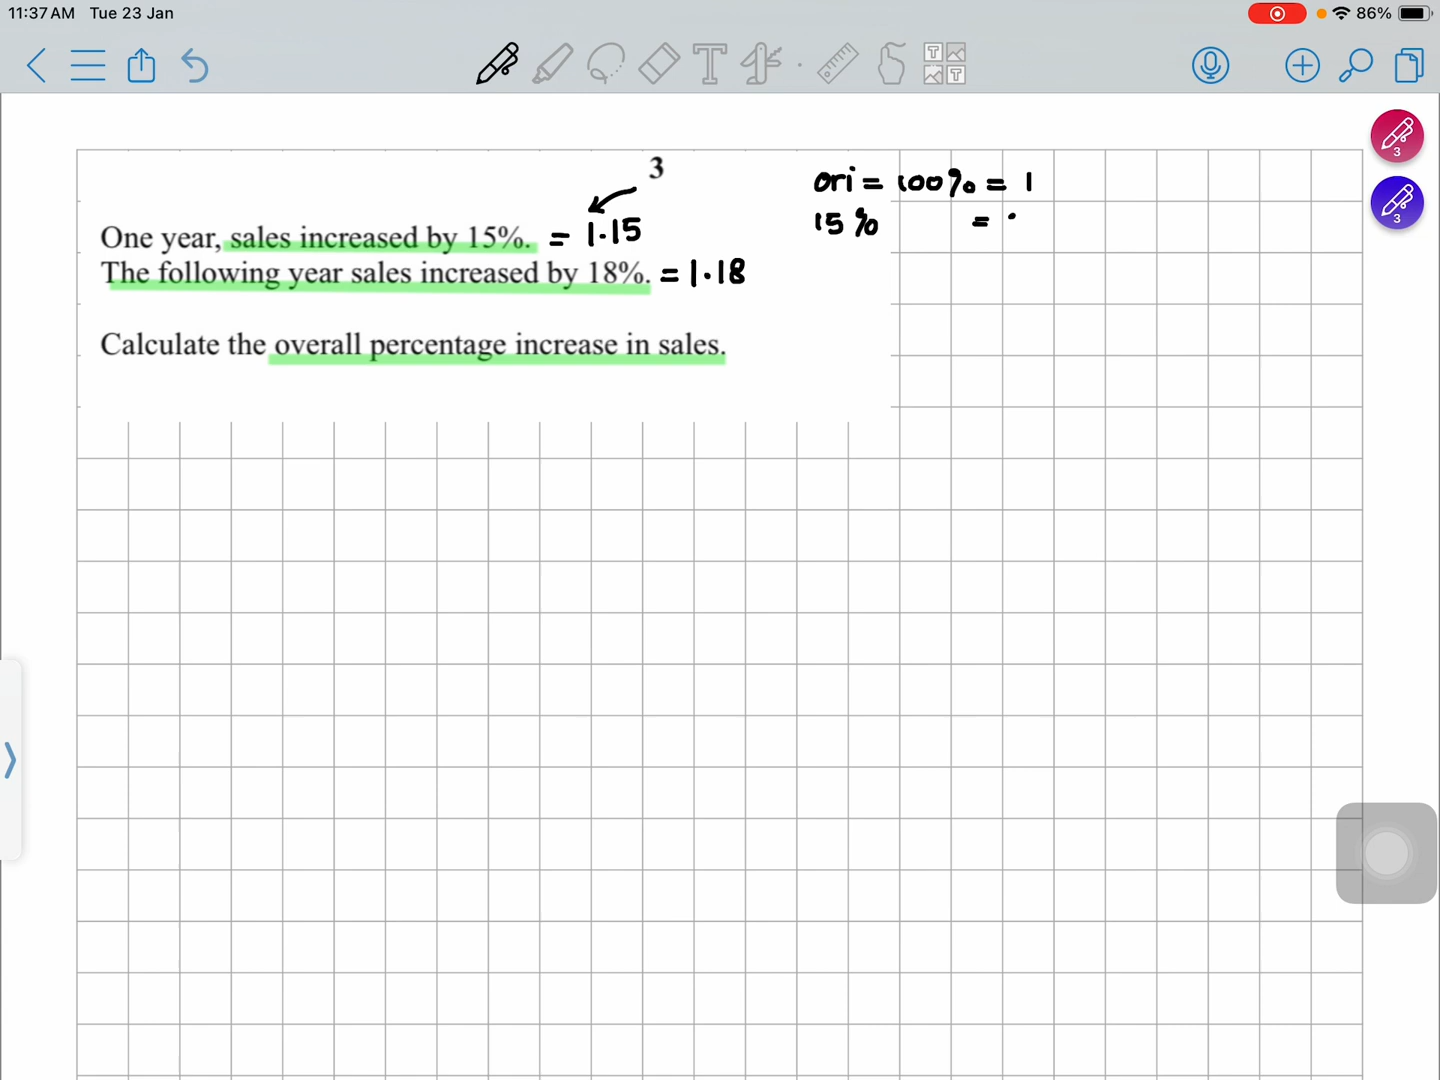 11:37 AM Tue 23 Jan
86%
3
3
3
ori = 100% = 1
15% = .
One year, sales increased by 15%. = 1.15
The following year sales increased by 18%. = 1.18
Calculate the overall percentage increase in sales.